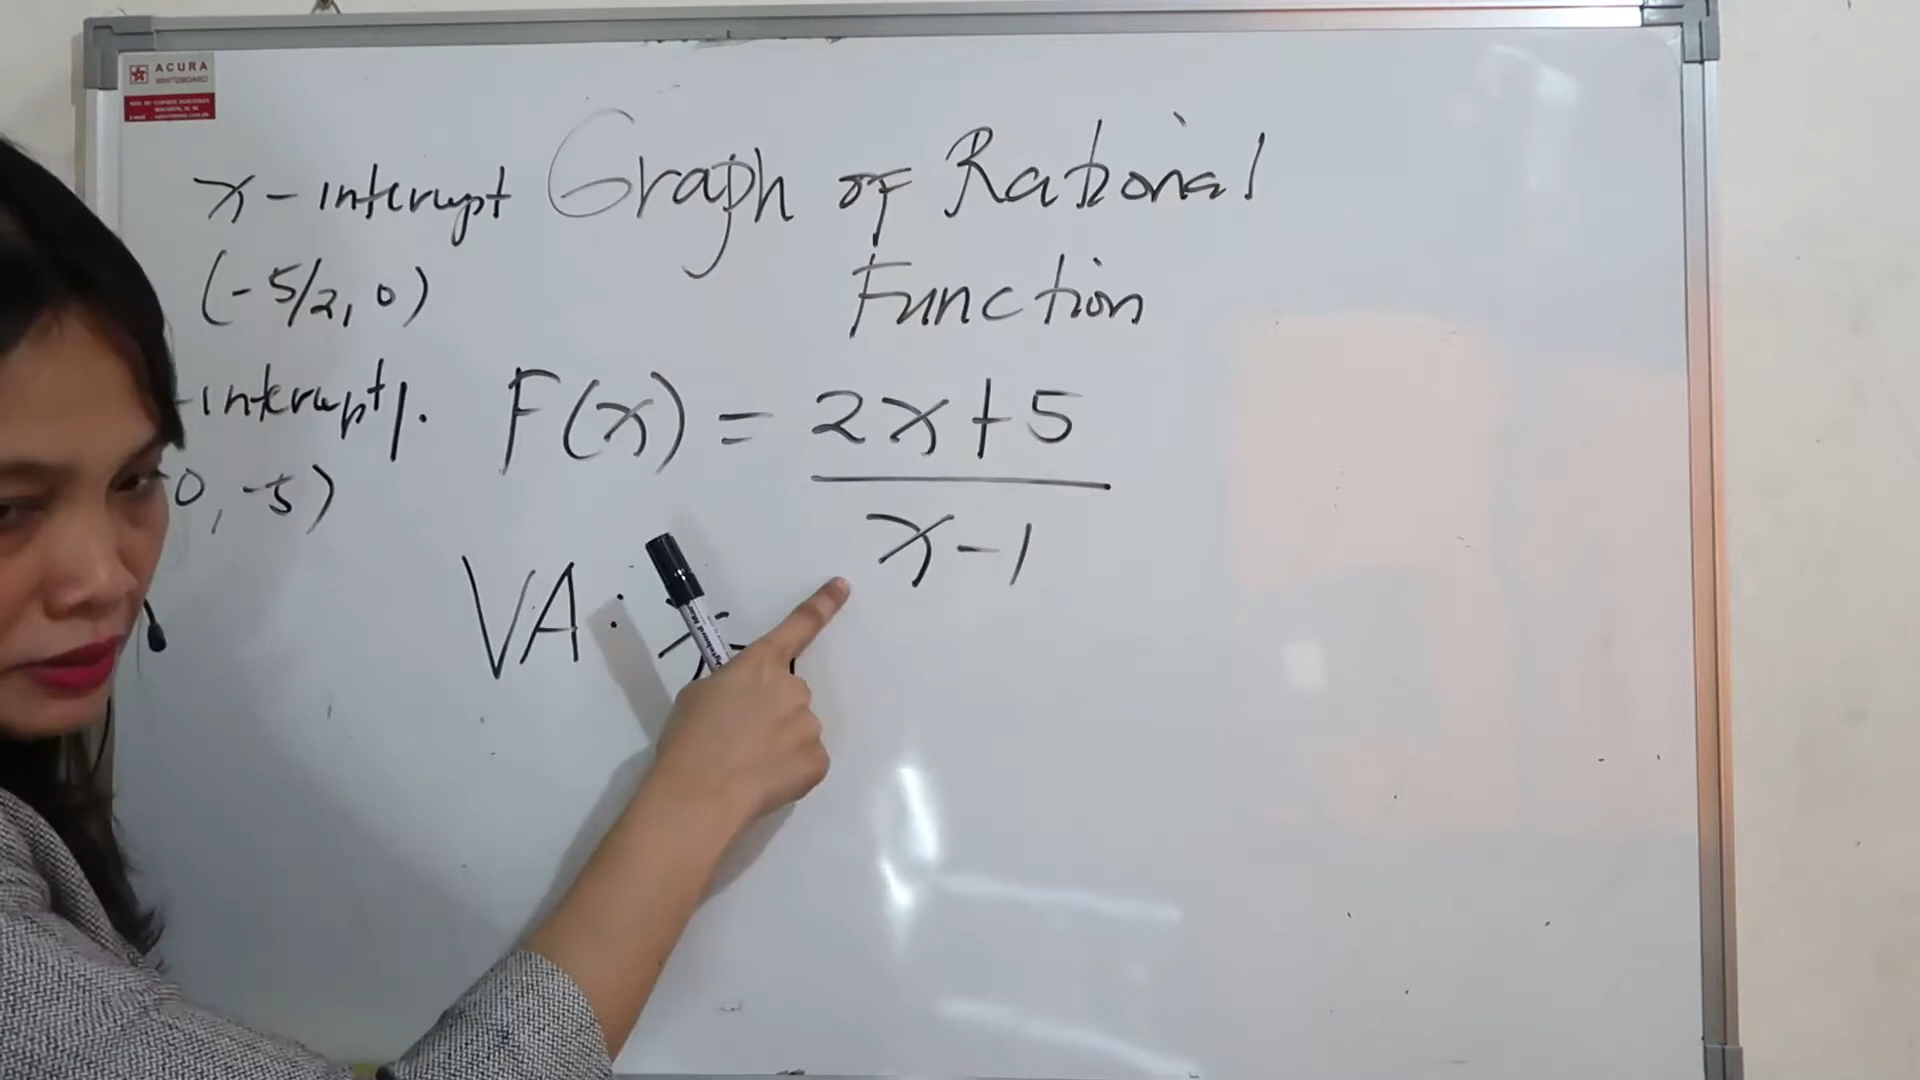 ACURA
WHITEBOARD
x-intercept
Graph of Rational
Function
(-5/2, 0)
-intercept/.
0, -5)
F(x) = 2x+5
x-1
VA: